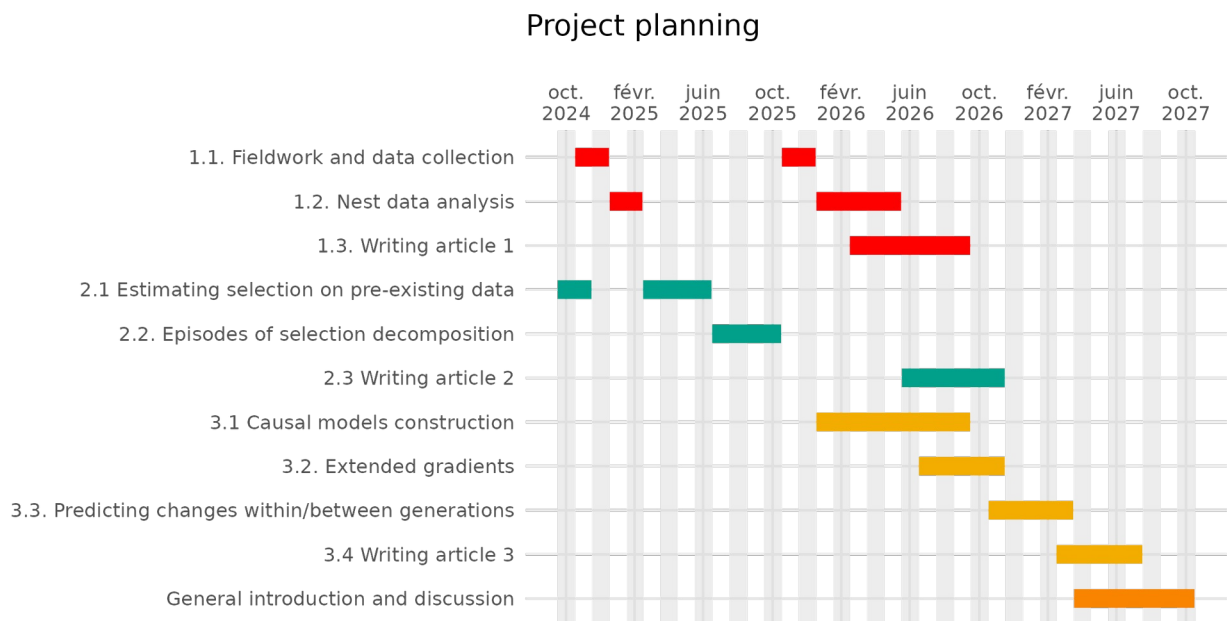 Project planning
oct. févr. juin oct. févr. juin oct. févr. juin oct.
2024 2025 2025 2025 2026 2026 2026 2027 2027 2027
1.1. Fieldwork and data collection
1.2. Nest data analysis
1.3. Writing article 1
2.1 Estimating selection on pre-existing data
2.2. Episodes of selection decomposition
2.3 Writing article 2
3.1 Causal models construction
3.2. Extended gradients
3.3. Predicting changes within/between generations
3.4 Writing article 3
General introduction and discussion